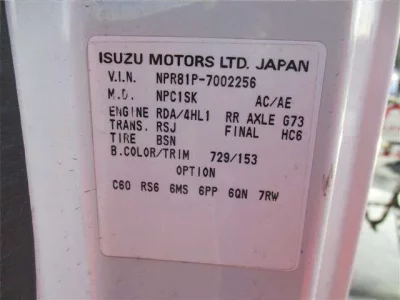 ISUZU MOTORS LTD. JAPAN
V.I.N. NPR81P-7002256
M.D. NPC1SK AC/AE
ENGINE RDA/4HL1 RR AXLE G73
TRANS. RSJ FINAL HC6
TIRE BSN
B.COLOR/TRIM 729/153
OPTION
C60 RS6 6MS 6PP 6QN 7RW